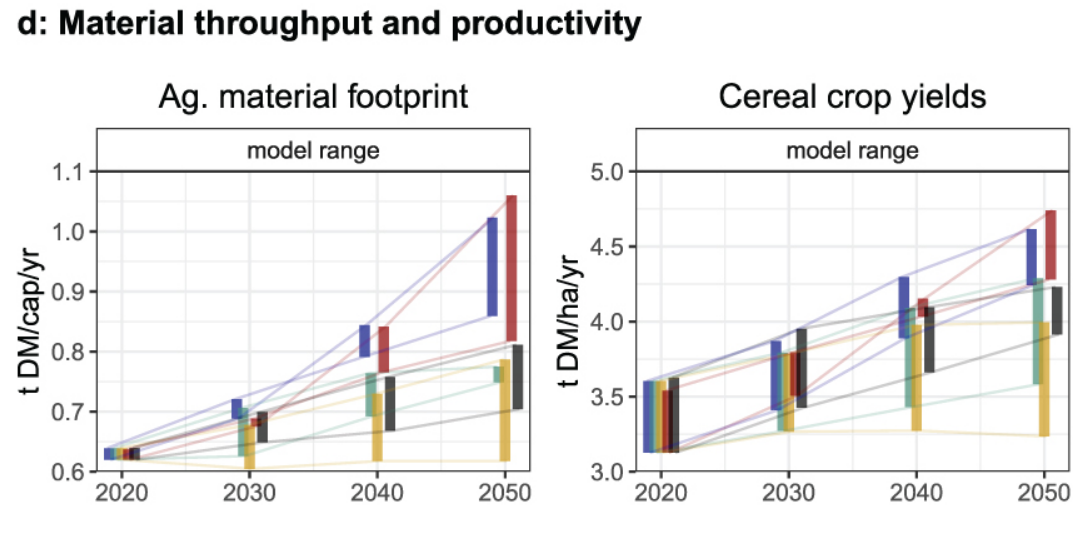 d: Material throughput and productivity
Ag. material footprint
model range
t DM/cap/yr
1.1
1.0
0.9
0.8
0.7
0.6
2020 2030 2040 2050
Cereal crop yields
model range
t DM/ha/yr
5.0
4.5
4.0
3.5
3.0
2020 2030 2040 2050